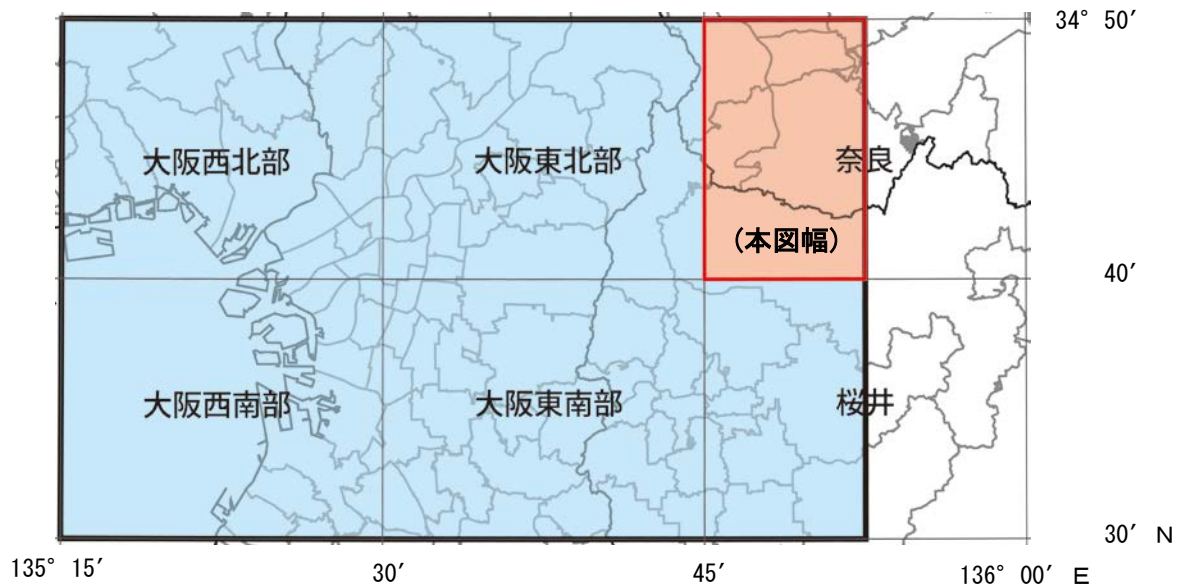 34° 50′
大阪西北部
大阪東北部
奈良
(本図幅)
40′
大阪西南部
大阪東南部
桜井
30′ N
135° 15′
30′
45′
136° 00′ E